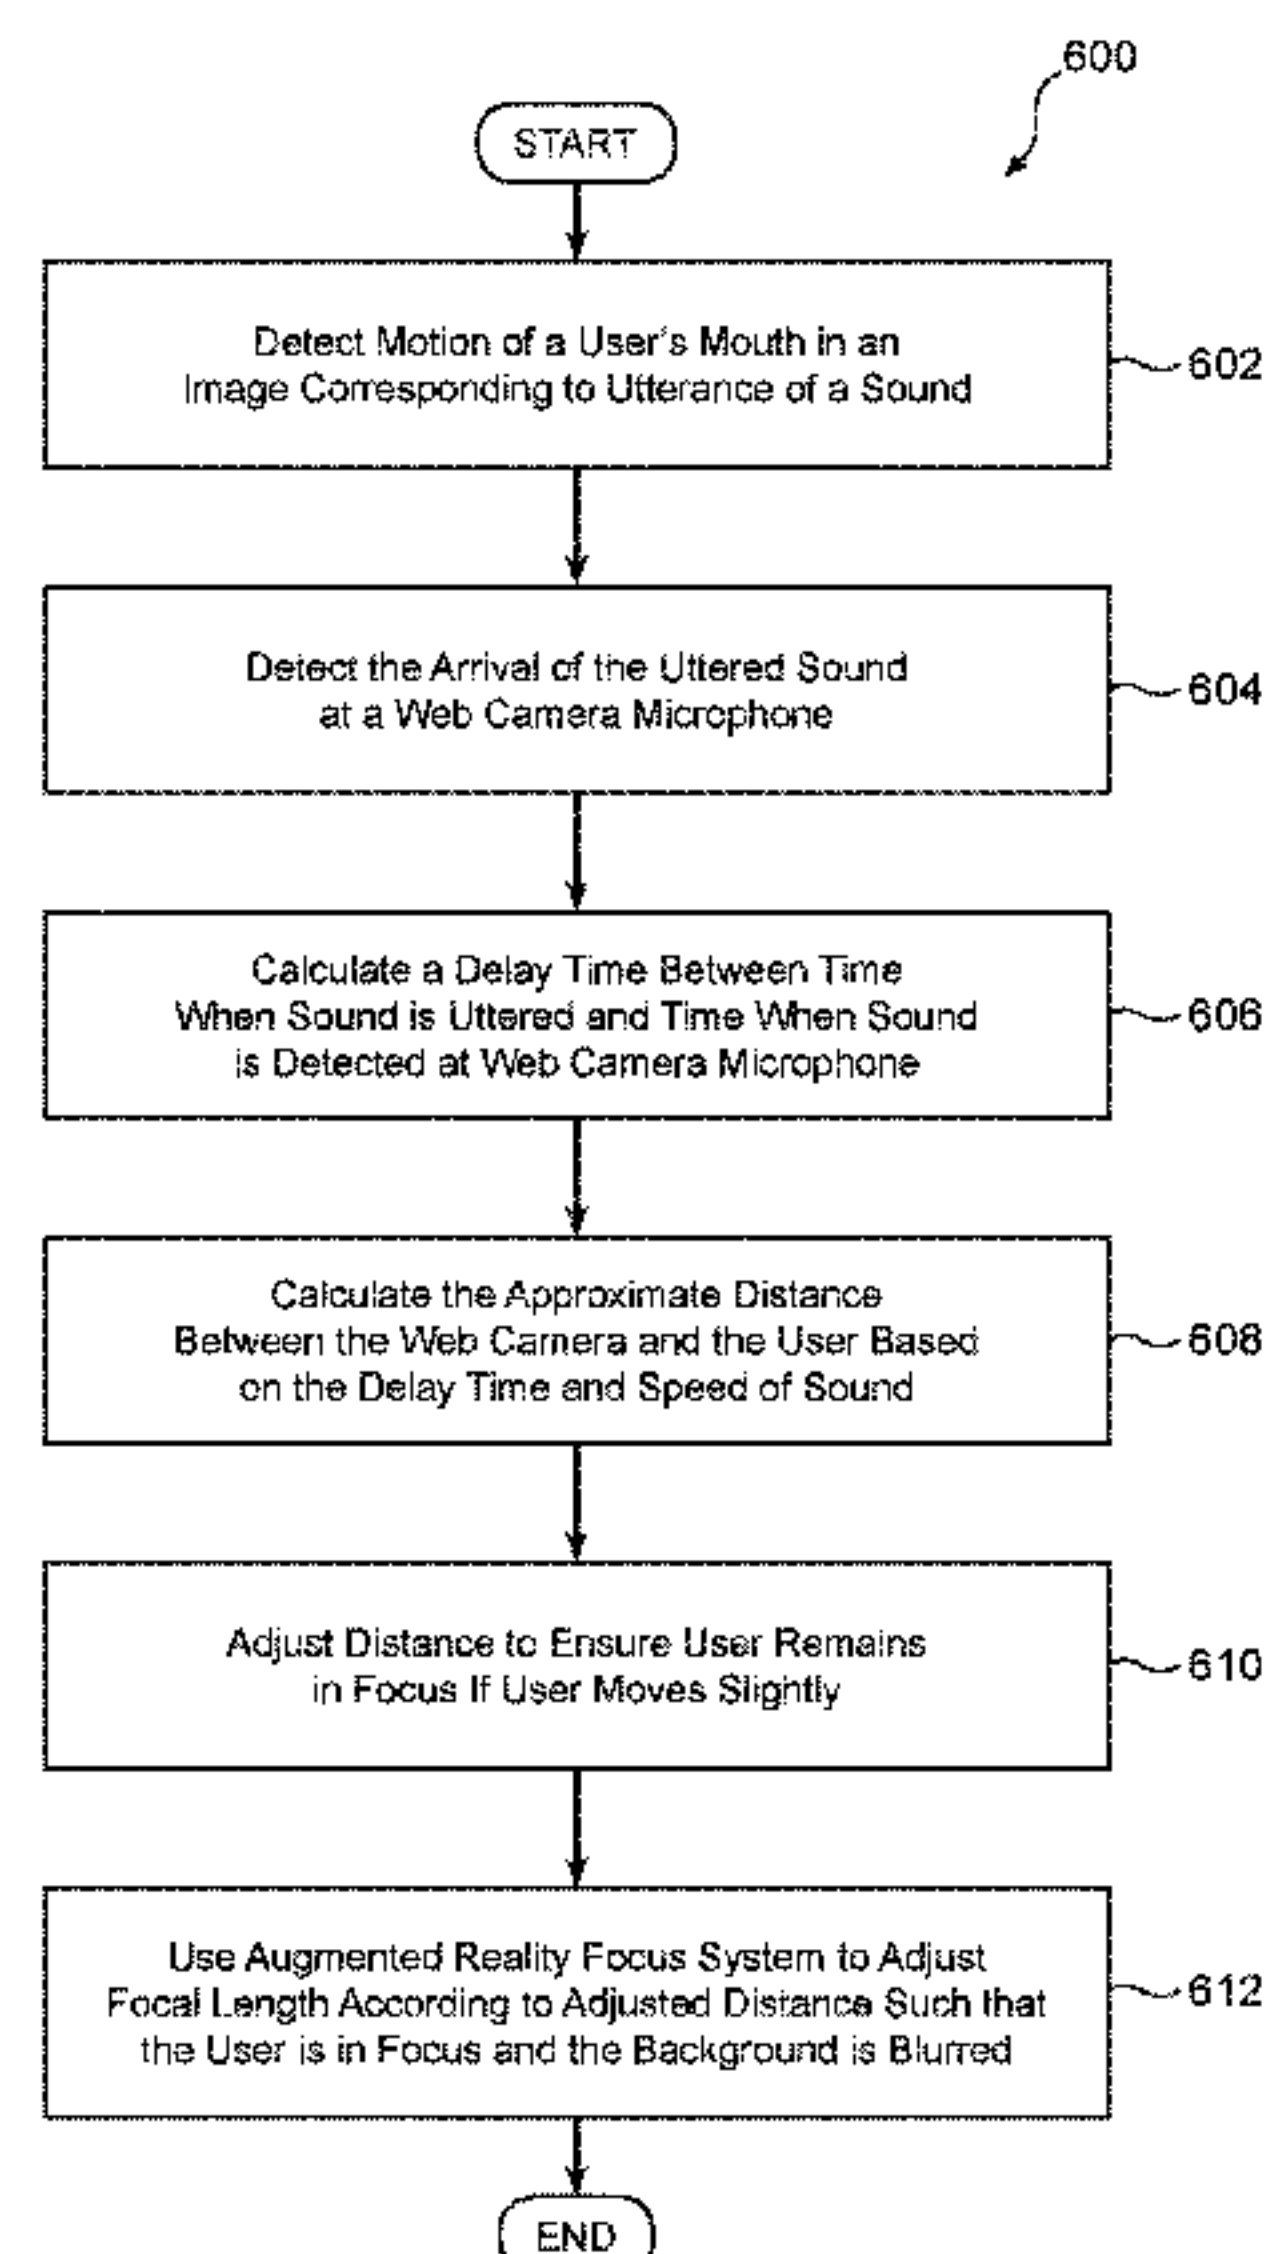 600
START
Detect Motion of a User's Mouth in an
Image Corresponding to Utterance of a Sound
602
Detect the Arrival of the Uttered Sound
at a Web Camera Microphone
604
Calculate a Delay Time Between Time
When Sound is Uttered and Time When Sound
is Detected at Web Camera Microphone
606
Calculate the Approximate Distance
Between the Web Camera and the User Based
on the Delay Time and Speed of Sound
608
Adjust Distance to Ensure User Remains
in Focus If User Moves Slightly
610
Use Augmented Reality Focus System to Adjust
Focal Length According to Adjusted Distance Such that
the User is in Focus and the Background is Blurred
612
END